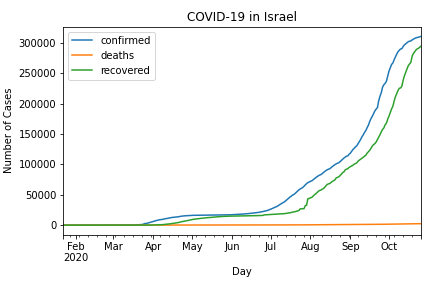 COVID-19 in Israel
confirmed
deaths
recovered
Number of Cases
300000
250000
200000
150000
100000
50000
0
Feb Mar Apr May Jun Jul Aug Sep Oct
2020
Day